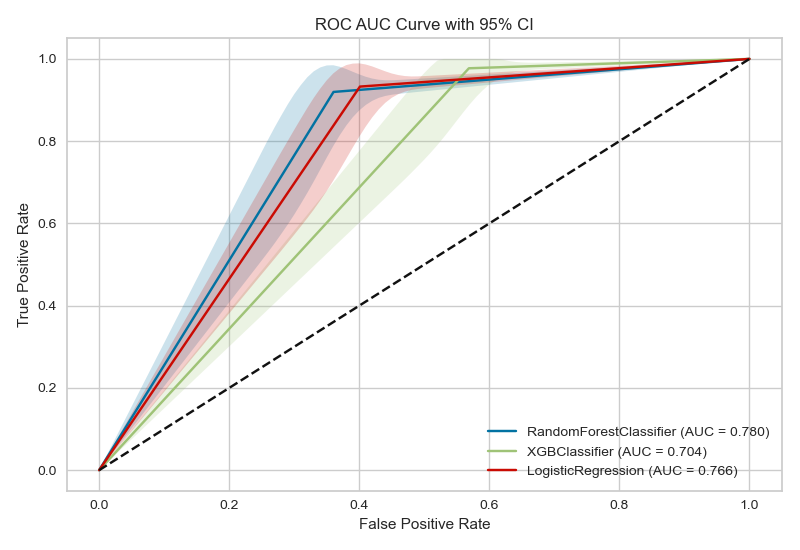 ROC AUC Curve with 95% CI
True Positive Rate
1.0
0.8
0.6
0.4
0.2
0.0
RandomForestClassifier (AUC = 0.780)
XGBClassifier (AUC = 0.704)
LogisticRegression (AUC = 0.766)
0.0 0.2 0.4 0.6 0.8 1.0
False Positive Rate